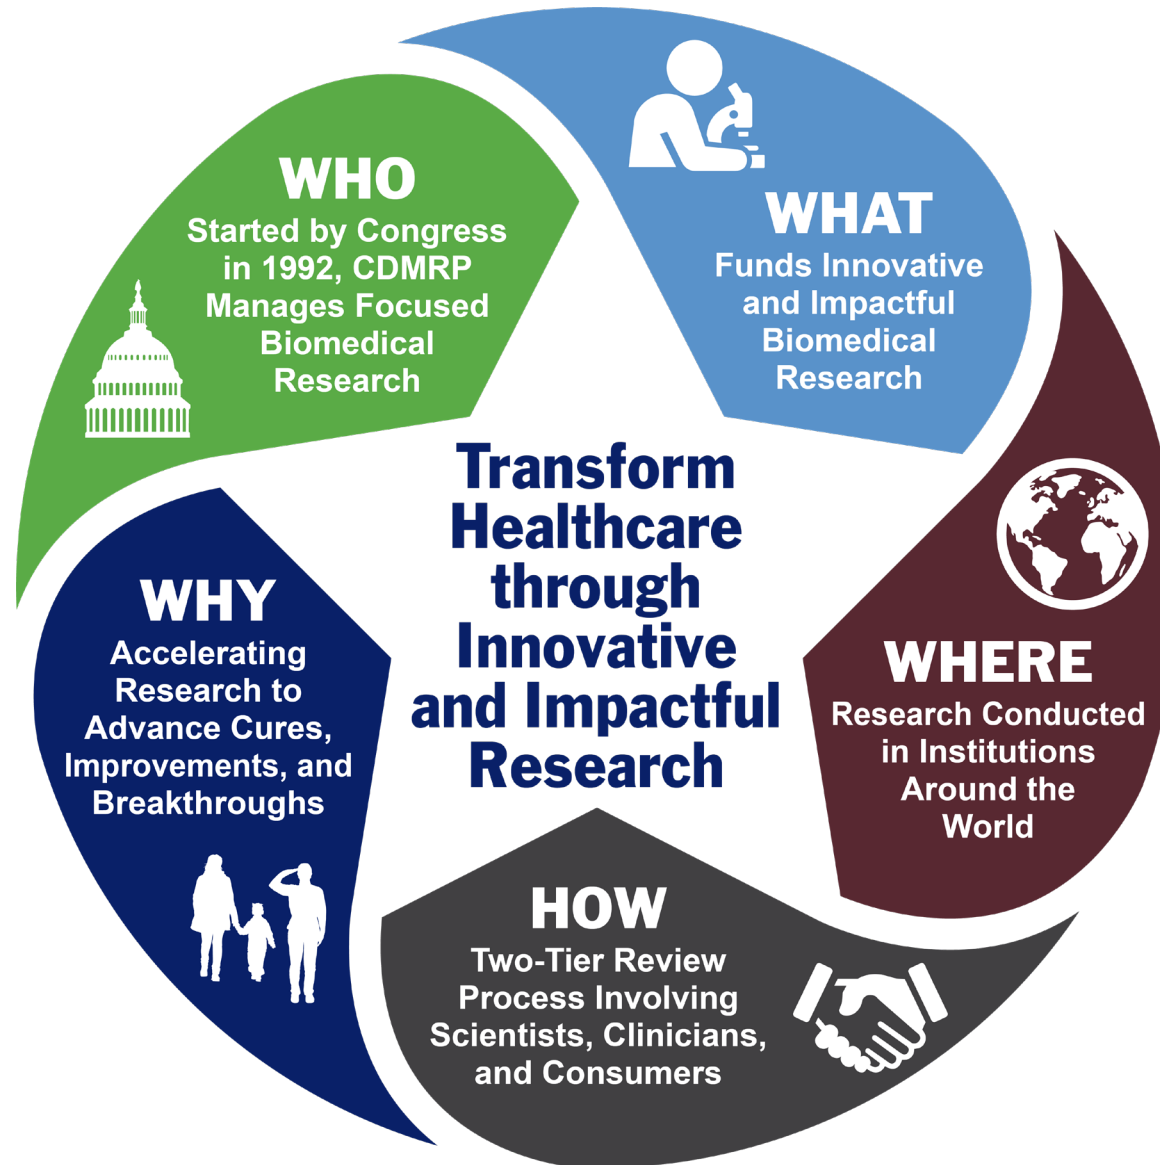 WHO
Started by Congress
in 1992, CDMRP
Manages Focused
Biomedical
Research
WHAT
Funds Innovative
and Impactful
Biomedical
Research
WHERE
Research Conducted
in Institutions
Around the
World
HOW
Two-Tier Review
Process Involving
Scientists, Clinicians,
and Consumers
WHY
Accelerating
Research to
Advance Cures,
Improvements, and
Breakthroughs
Transform
Healthcare
through
Innovative
and Impactful
Research